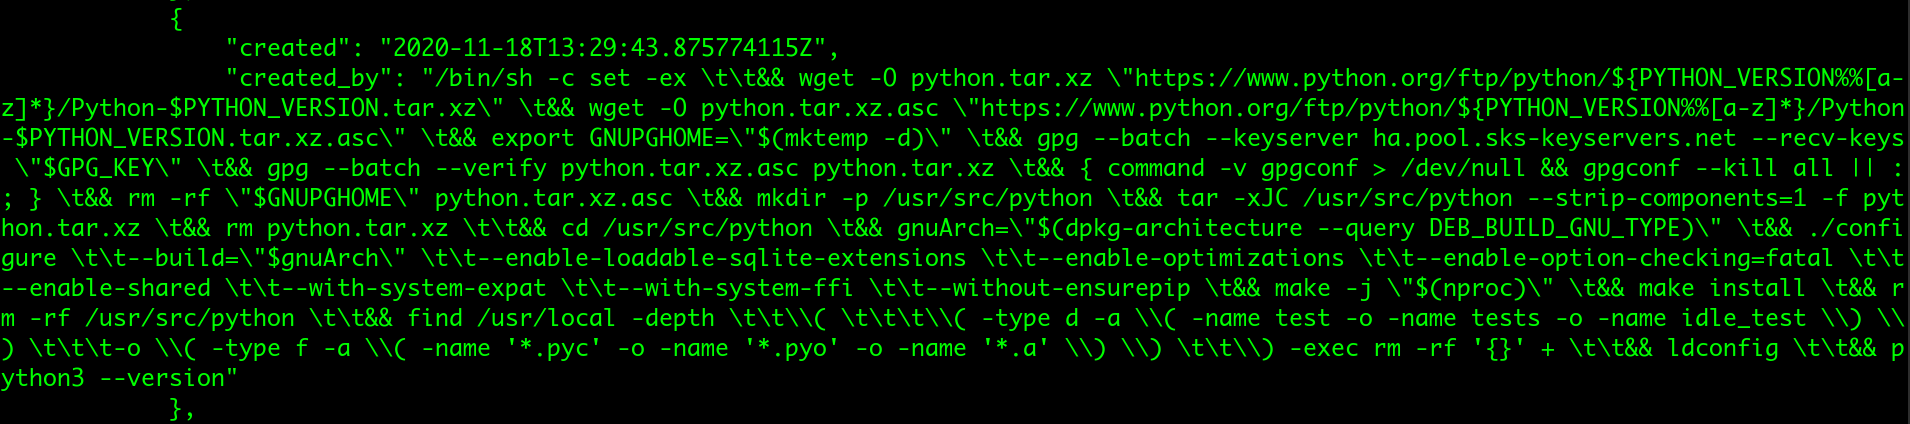 {
"created": "2020-11-18T13:29:43.875774115Z",
"created_by": "/bin/sh -c set -ex \t\t&& wget -O python.tar.xz \"https://www.python.org/ftp/python/${PYTHON_VERSION%%[a-
z]*}/Python-$PYTHON_VERSION.tar.xz\" \t&& wget -O python.tar.xz.asc \"https://www.python.org/ftp/python/${PYTHON_VERSION%%[a-z]*}/Python
-$PYTHON_VERSION.tar.xz.asc\" \t&& export GNUPGHOME=\"$(mktemp -d)\" \t&& gpg --batch --keyserver ha.pool.sks-keyservers.net --recv-keys
\"$GPG_KEY\" \t&& gpg --batch --verify python.tar.xz.asc python.tar.xz \t&& { command -v gpgconf > /dev/null && gpgconf --kill all || :
; } \t&& rm -rf \"$GNUPGHOME\" python.tar.xz.asc \t&& mkdir -p /usr/src/python \t&& tar -xJC /usr/src/python --strip-components=1 -f pyt
hon.tar.xz \t&& rm python.tar.xz \t\t&& cd /usr/src/python \t&& gnuArch=\"$(dpkg-architecture --query DEB_BUILD_GNU_TYPE)\" \t&& ./confi
gure \t\t--build=\"$gnuArch\" \t\t--enable-loadable-sqlite-extensions \t\t--enable-optimizations \t\t--enable-option-checking=fatal \t\t
--enable-shared \t\t--with-system-expat \t\t--with-system-ffi \t\t--without-ensurepip \t&& make -j \"$(nproc)\" \t&& make install \t&& r
m -rf /usr/src/python \t\t&& find /usr/local -depth \t\t\\( \t\t\t\\( -type d -a \\( -name test -o -name tests -o -name idle_test \\) \\
) \t\t\t-o \\( -type f -a \\( -name '*.pyc' -o -name '*.pyo' -o -name '*.a' \\) \\) \t\t\\) -exec rm -rf '{}' + \t\t&& ldconfig \t\t&& p
ython3 --version"
},